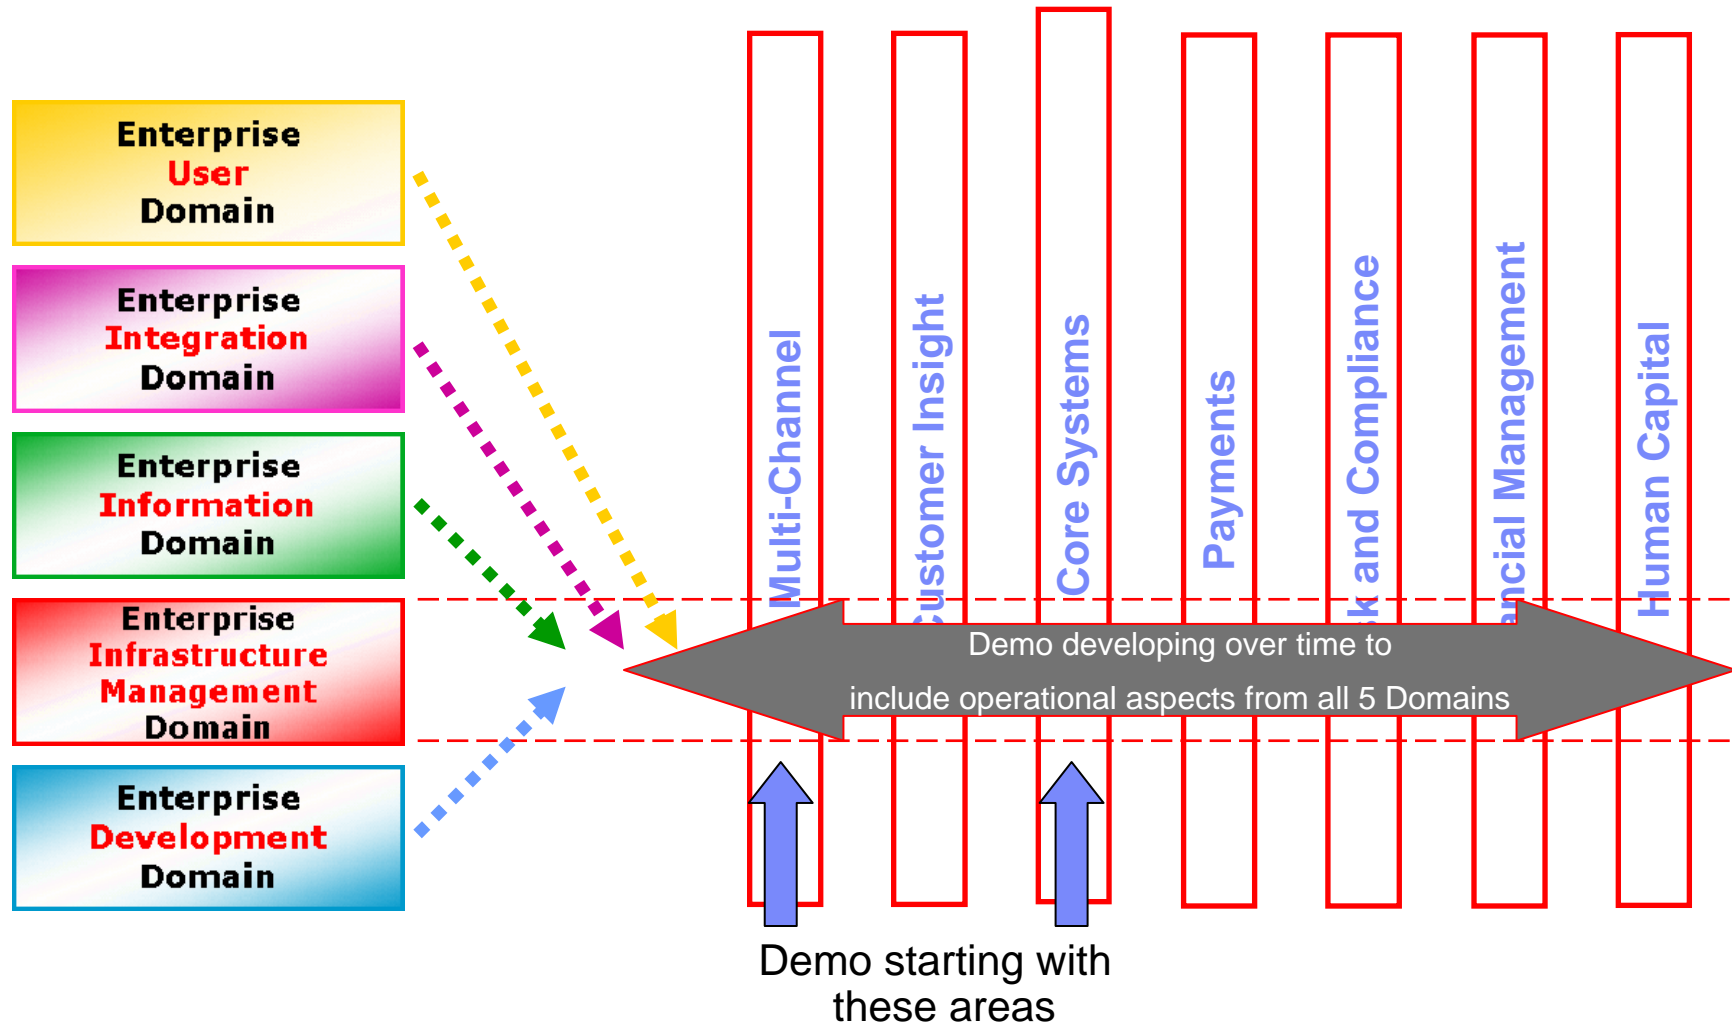 Enterprise
User
Domain
Enterprise
Integration
Domain
Enterprise
Information
Domain
Enterprise
Infrastructure
Management
Domain
Enterprise
Development
Domain
Multi-Channel
Customer Insight
Core Systems
Payments
k and Compliance
ancial Management
Human Capital
Demo developing over time to
include operational aspects from all 5 Domains
Demo starting with
these areas